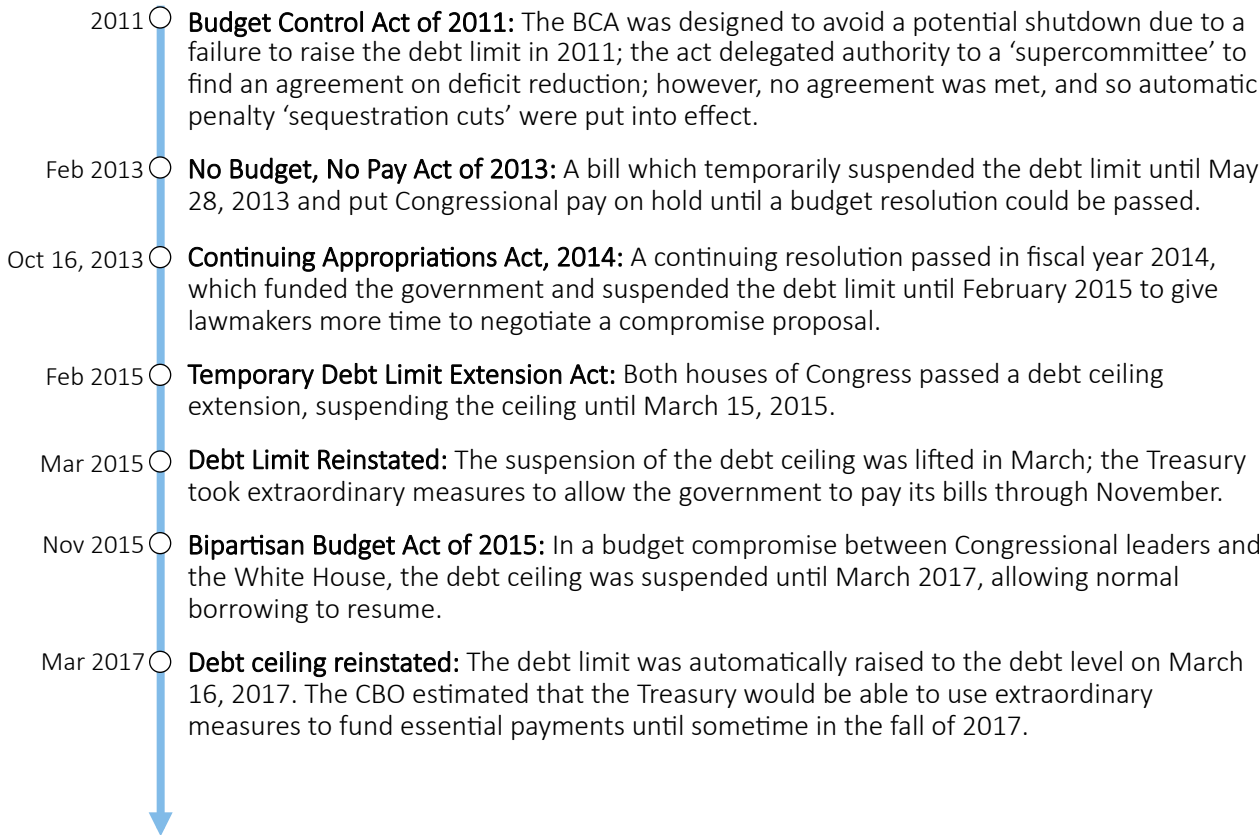 2011 Budget Control Act of 2011: The BCA was designed to avoid a potential shutdown due to a
failure to raise the debt limit in 2011; the act delegated authority to a ‘supercommittee’ to
find an agreement on deficit reduction; however, no agreement was met, and so automatic
penalty ‘sequestration cuts’ were put into effect.
Feb 2013 No Budget, No Pay Act of 2013: A bill which temporarily suspended the debt limit until May
28, 2013 and put Congressional pay on hold until a budget resolution could be passed.
Oct 16, 2013 Continuing Appropriations Act, 2014: A continuing resolution passed in fiscal year 2014,
which funded the government and suspended the debt limit until February 2015 to give
lawmakers more time to negotiate a compromise proposal.
Feb 2015 Temporary Debt Limit Extension Act: Both houses of Congress passed a debt ceiling
extension, suspending the ceiling until March 15, 2015.
Mar 2015 Debt Limit Reinstated: The suspension of the debt ceiling was lifted in March; the Treasury
took extraordinary measures to allow the government to pay its bills through November.
Nov 2015 Bipartisan Budget Act of 2015: In a budget compromise between Congressional leaders and
the White House, the debt ceiling was suspended until March 2017, allowing normal
borrowing to resume.
Mar 2017 Debt ceiling reinstated: The debt limit was automatically raised to the debt level on March
16, 2017. The CBO estimated that the Treasury would be able to use extraordinary
measures to fund essential payments until sometime in the fall of 2017.